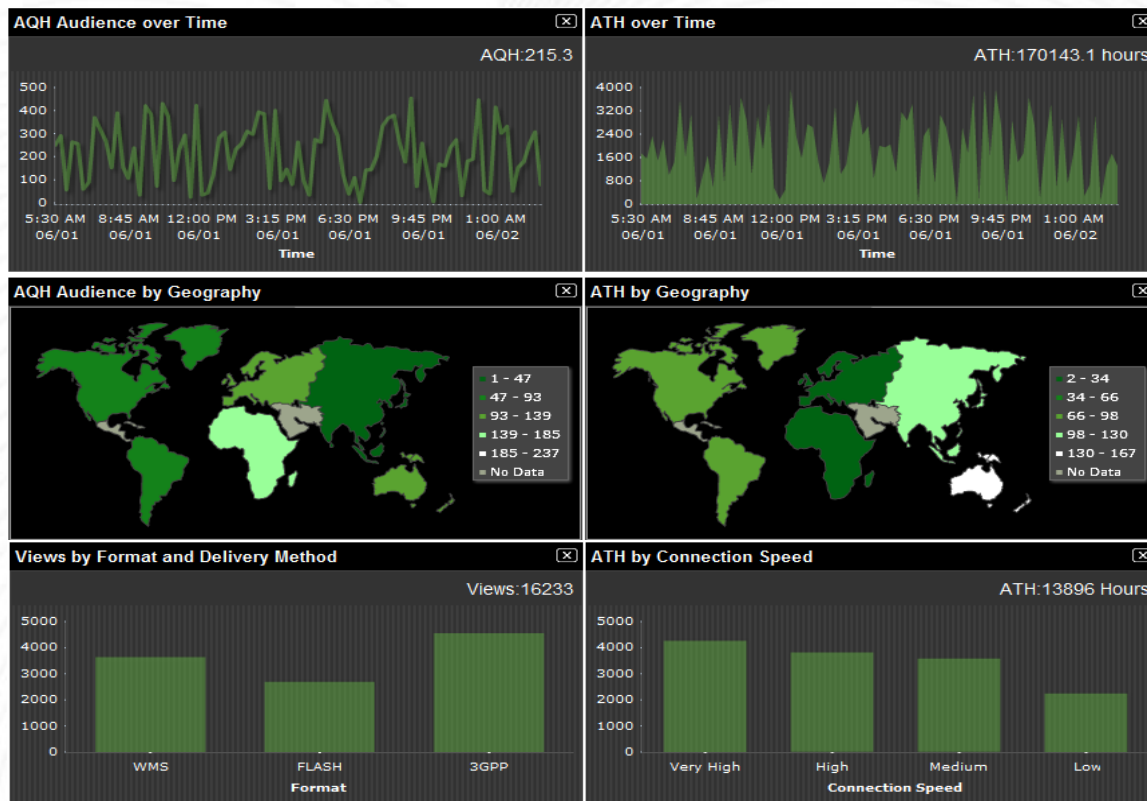 AQH Audience over Time
AQH:215.3
500
400
300
200
100
0
5:30 AM 8:45 AM 12:00 PM 3:15 PM 6:30 PM 9:45 PM 1:00 AM
06/01 06/01 06/01 06/01 06/01 06/01 06/02
Time
ATH over Time
ATH:170143.1 hours
4000
3200
2400
1600
800
0
5:30 AM 8:45 AM 12:00 PM 3:15 PM 6:30 PM 9:45 PM 1:00 AM
06/01 06/01 06/01 06/01 06/01 06/01 06/02
Time
AQH Audience by Geography
1 - 47
47 - 93
93 - 139
139 - 185
185 - 237
No Data
ATH by Geography
2 - 34
34 - 66
66 - 98
98 - 130
130 - 167
No Data
Views by Format and Delivery Method
Views:16233
5000
4000
3000
2000
1000
0
WMS FLASH 3GPP
Format
ATH by Connection Speed
ATH:13896 Hours
5000
4000
3000
2000
1000
0
Very High High Medium Low
Connection Speed